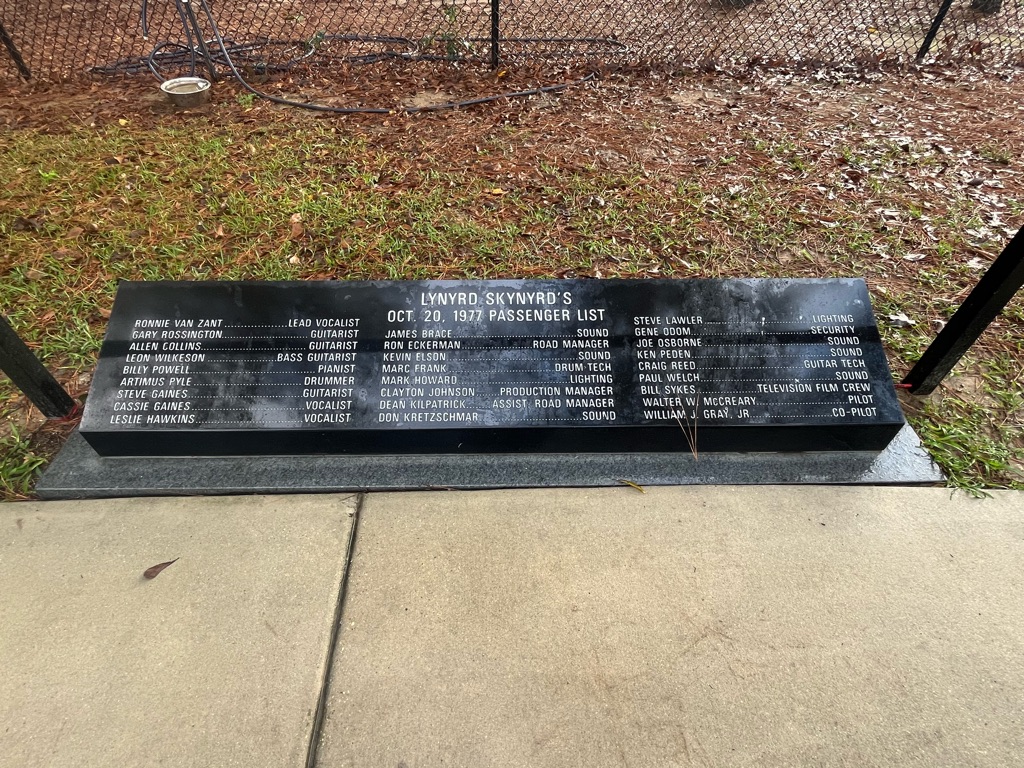 LYNYRD SKYNYRD'S
OCT. 20, 1977 PASSENGER LIST
RONNIE VAN ZANT....................LEAD VOCALIST
GARY ROSSINGTON....................GUITARIST
ALLEN COLLINS....................GUITARIST
LEON WILKESON....................BASS GUITARIST
BILLY POWELL....................PIANIST
ARTIMUS PYLE....................DRUMMER
STEVE GAINES....................GUITARIST
CASSIE GAINES....................VOCALIST
LESLIE HAWKINS....................VOCALIST
JAMES BRACE....................SOUND
RON ECKERMAN....................ROAD MANAGER
KEVIN ELSON....................SOUND
MARC FRANK....................DRUM TECH
MARK HOWARD....................LIGHTING
CLAYTON JOHNSON......PRODUCTION MANAGER
DEAN KILPATRICK....ASSIST. ROAD MANAGER
DON KRETZSCHMAR....................SOUND
STEVE LAWLER....................LIGHTING
GENE ODOM....................SECURITY
JOE OSBORNE....................SOUND
KEN PEDEN....................SOUND
CRAIG REED....................GUITAR TECH
PAUL WELCH....................SOUND
BILL SYKES..........TELEVISION FILM CREW
WALTER W. McCREARY....................PILOT
WILLIAM J. GRAY, JR....................CO-PILOT